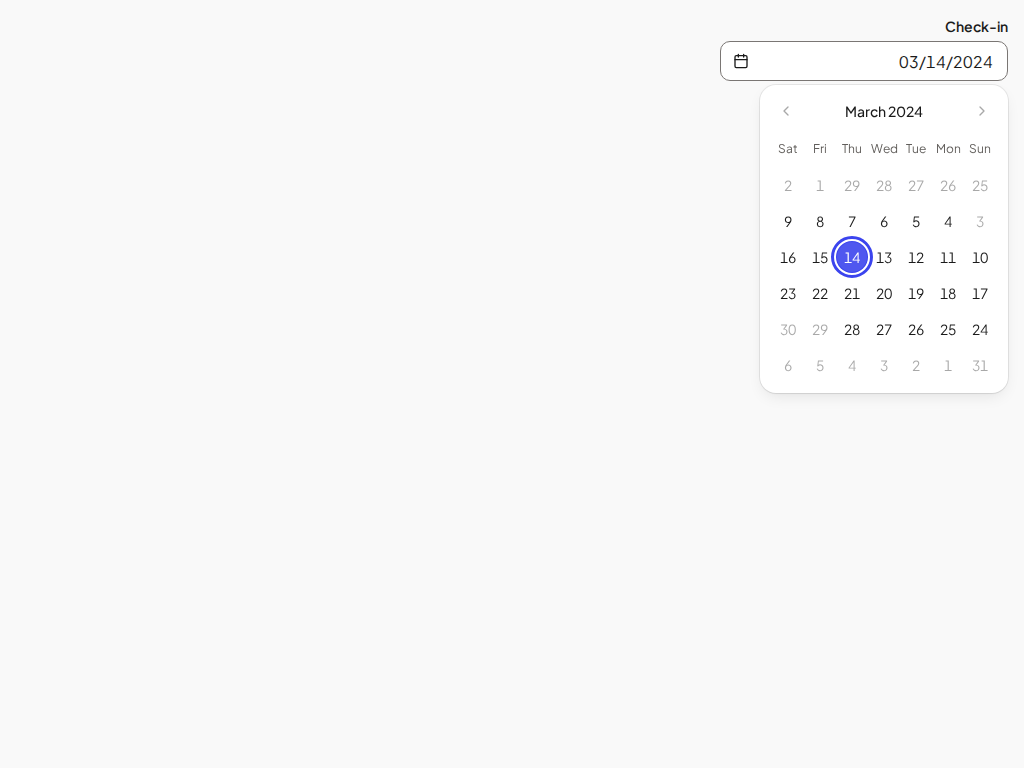 Check-in
03/14/2024
March 2024
Sat Fri Thu Wed Tue Mon Sun
2 1 29 28 27 26 25
9 8 7 6 5 4 3
16 15 14 13 12 11 10
23 22 21 20 19 18 17
30 29 28 27 26 25 24
6 5 4 3 2 1 31